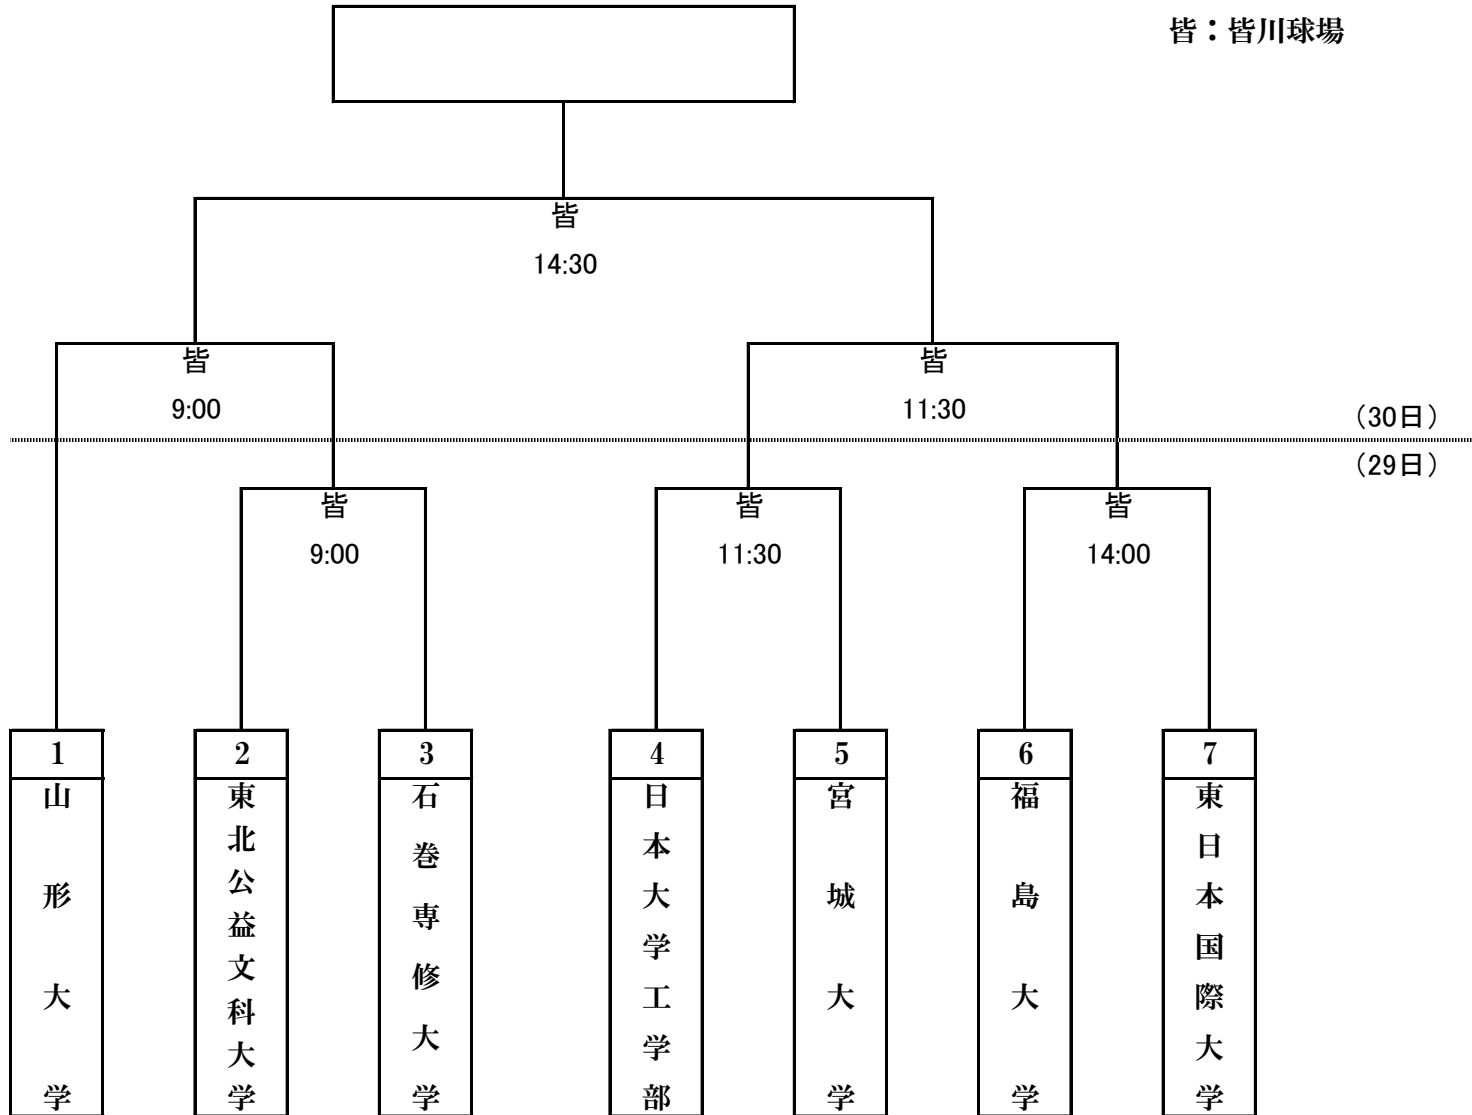 皆：皆川球場
皆
14:30
皆
9:00
皆
11:30
（30日）
（29日）
皆
9:00
皆
11:30
皆
14:00
1
山形大学
2
東北公益文科大学
3
石巻専修大学
4
日本大学工学部
5
宮城大学
6
福島大学
7
東日本国際大学